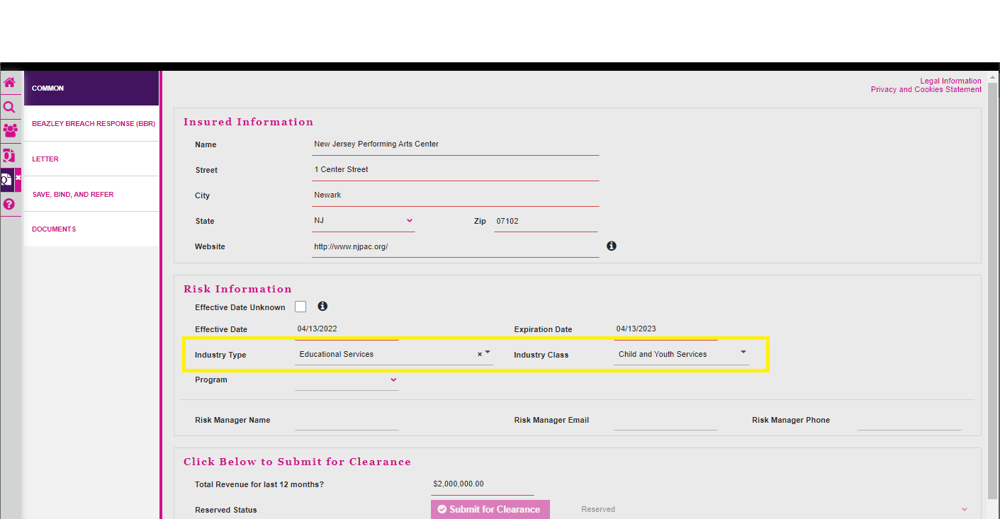 Legal Information
Privacy and Cookies Statement
COMMON
BEAZLEY BREACH RESPONSE (BBR)
LETTER
SAVE, BIND, AND REFER
DOCUMENTS
Insured Information
Name New Jersey Performing Arts Center
Street 1 Center Street
City Newark
State NJ Zip 07102
Website http://www.njpac.org/
Risk Information
Effective Date Unknown
Effective Date 04/13/2022 Expiration Date 04/13/2023
Industry Type Educational Services × Industry Class Child and Youth Services
Program
Risk Manager Name Risk Manager Email Risk Manager Phone
Click Below to Submit for Clearance
Total Revenue for last 12 months? $2,000,000.00
Reserved Status Submit for Clearance Reserved